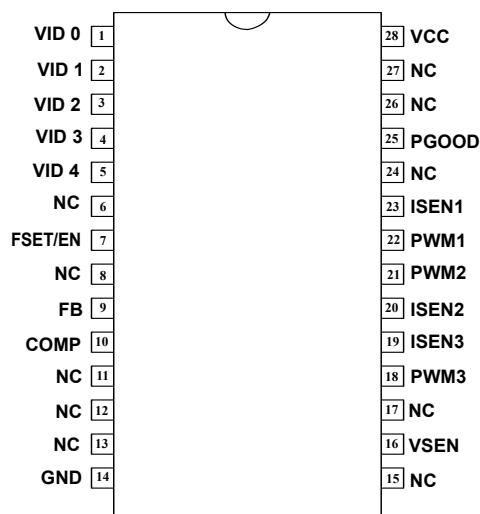 VID 0 1 28 VCC
VID 1 2 27 NC
VID 2 3 26 NC
VID 3 4 25 PGOOD
VID 4 5 24 NC
NC 6 23 ISEN1
FSET/EN 7 22 PWM1
NC 8 21 PWM2
FB 9 20 ISEN2
COMP 10 19 ISEN3
NC 11 18 PWM3
NC 12 17 NC
NC 13 16 VSEN
GND 14 15 NC